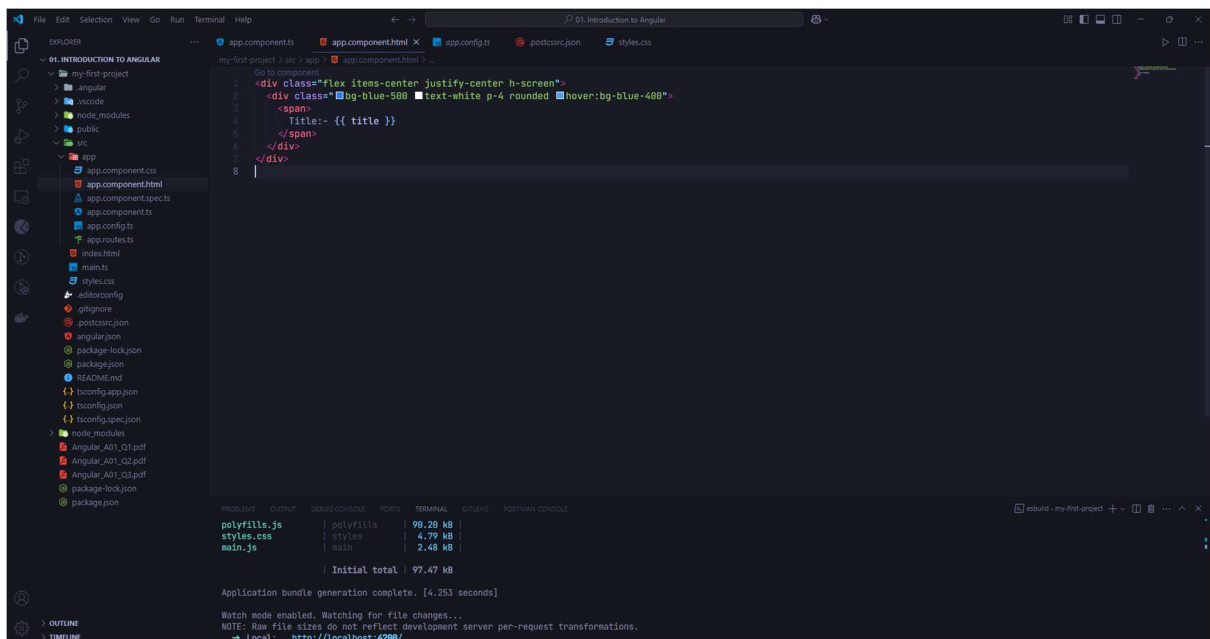 File Edit Selection View Go Run Terminal Help
01. Introduction to Angular
EXPLORER
01. INTRODUCTION TO ANGULAR
my-first-project
.angular
.vscode
node_modules
public
src
app
app.component.css
app.component.html
app.component.spec.ts
app.component.ts
app.config.ts
app.routes.ts
index.html
main.ts
styles.css
.editorconfig
.gitignore
.postcssrc.json
angular.json
package-lock.json
package.json
README.md
tsconfig.app.json
tsconfig.json
tsconfig.spec.json
node_modules
Angular_A01_Q1.pdf
Angular_A01_Q2.pdf
Angular_A01_Q3.pdf
package-lock.json
package.json
OUTLINE
TIMELINE
app.component.ts app.component.html app.config.ts .postcssrc.json styles.css
my-first-project > src > app > app.component.html > ...
Go to component
1 <div class="flex items-center justify-center h-screen">
2 <div class="bg-blue-500 text-white p-4 rounded hover:bg-blue-400">
3 <span>
4 Title:- {{ title }}
5 </span>
6 </div>
7 </div>
8
PROBLEMS OUTPUT DEBUG CONSOLE PORTS TERMINAL GITLENS POSTMAN CONSOLE
esbuild - my-first-project
polyfills.js | polyfills | 90.20 kB |
styles.css | styles | 4.79 kB |
main.js | main | 2.48 kB |
| Initial total | 97.47 kB
Application bundle generation complete. [4.253 seconds]
Watch mode enabled. Watching for file changes...
NOTE: Raw file sizes do not reflect development server per-request transformations.
➜ Local: http://localhost:4200/